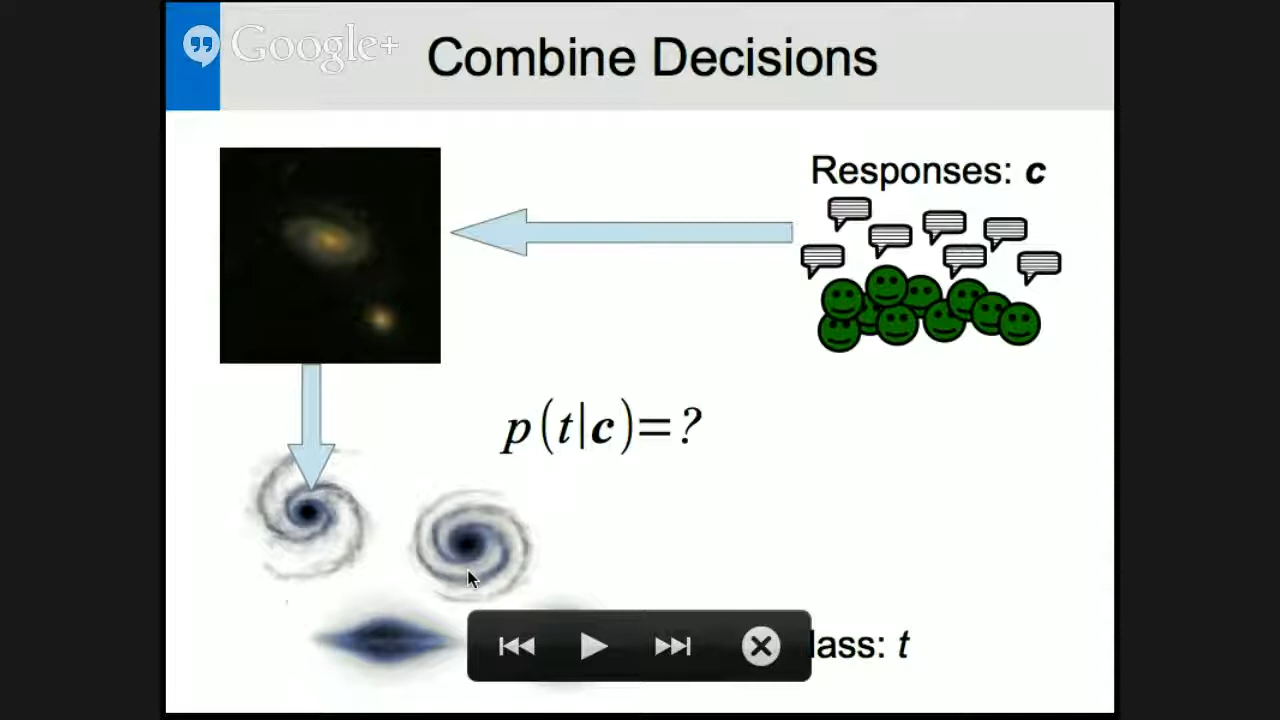 Google+
Combine Decisions
Responses: c
p(t|c)=?
lass: t